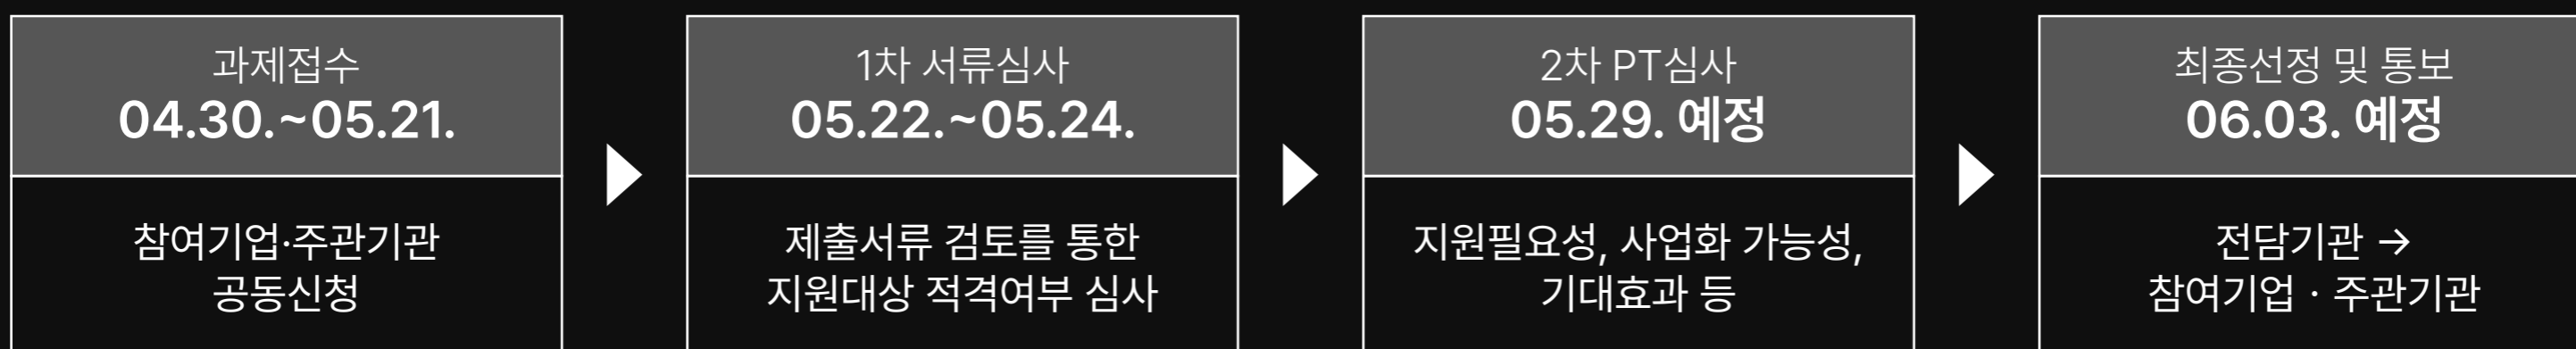 과제접수
04.30.~05.21.
참여기업·주관기관
공동신청
1차 서류심사
05.22.~05.24.
제출서류 검토를 통한
지원대상 적격여부 심사
2차 PT심사
05.29. 예정
지원필요성, 사업화 가능성,
기대효과 등
최종선정 및 통보
06.03. 예정
전담기관 →
참여기업 · 주관기관